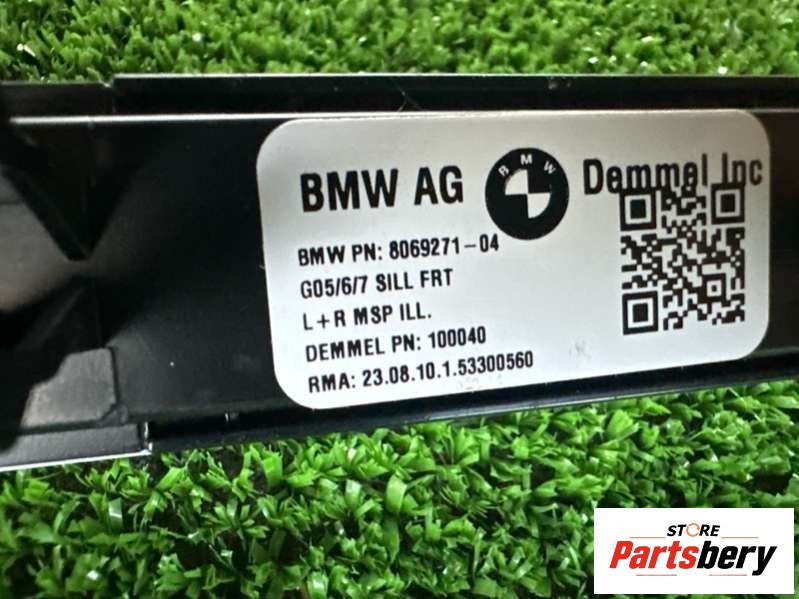 BMW AG BMW Demmel Inc
BMW PN: 8069271-04
G05/6/7 SILL FRT
L+R MSP ILL.
DEMMEL PN: 100040
RMA: 23.08.10.1.53300560
STORE
Partsbery